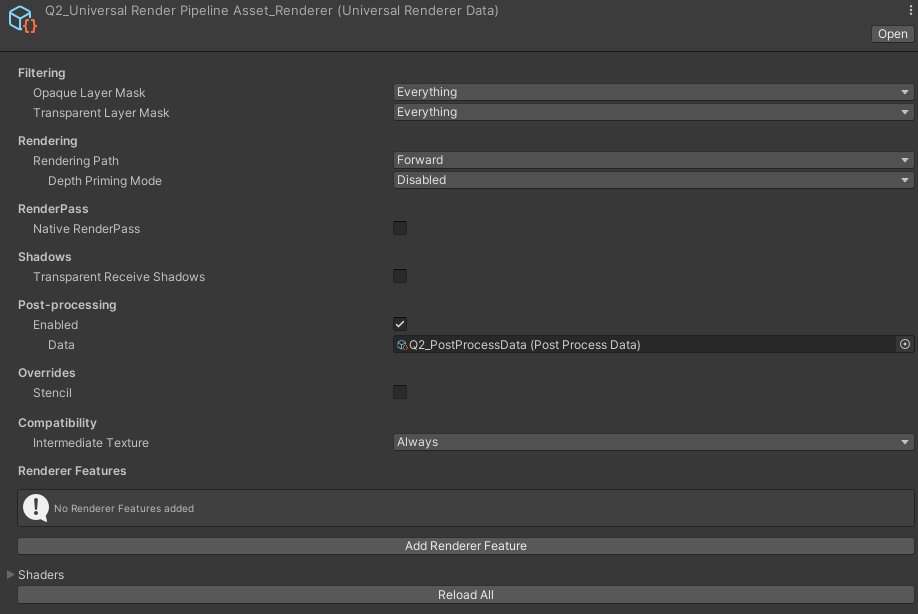 Q2_Universal Render Pipeline Asset_Renderer (Universal Renderer Data)
Open
Filtering
Opaque Layer Mask Everything
Transparent Layer Mask Everything
Rendering
Rendering Path Forward
Depth Priming Mode Disabled
RenderPass
Native RenderPass
Shadows
Transparent Receive Shadows
Post-processing
Enabled
Data Q2_PostProcessData (Post Process Data)
Overrides
Stencil
Compatibility
Intermediate Texture Always
Renderer Features
No Renderer Features added
Add Renderer Feature
Shaders
Reload All